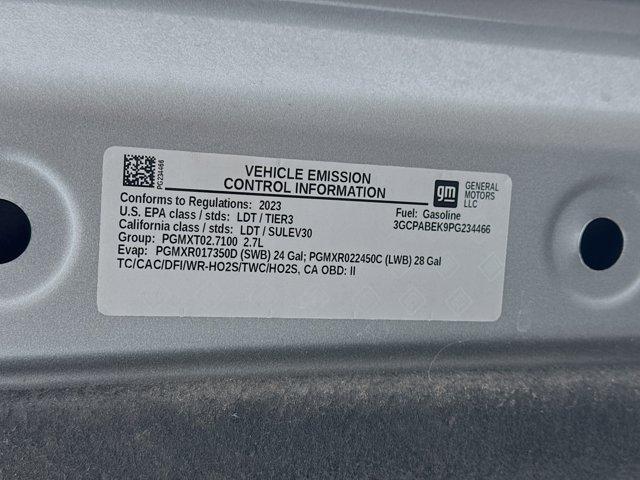 PG234466
VEHICLE EMISSION
CONTROL INFORMATION
gm
GENERAL
MOTORS
LLC
Conforms to Regulations: 2023
Fuel: Gasoline
U.S. EPA class / stds: LDT / TIER3
3GCPABEK9PG234466
California class / stds: LDT / SULEV30
Group: PGMXT02.7100 2.7L
Evap: PGMXR017350D (SWB) 24 Gal; PGMXR022450C (LWB) 28 Gal
TC/CAC/DFI/WR-HO2S/TWC/HO2S, CA OBD: II